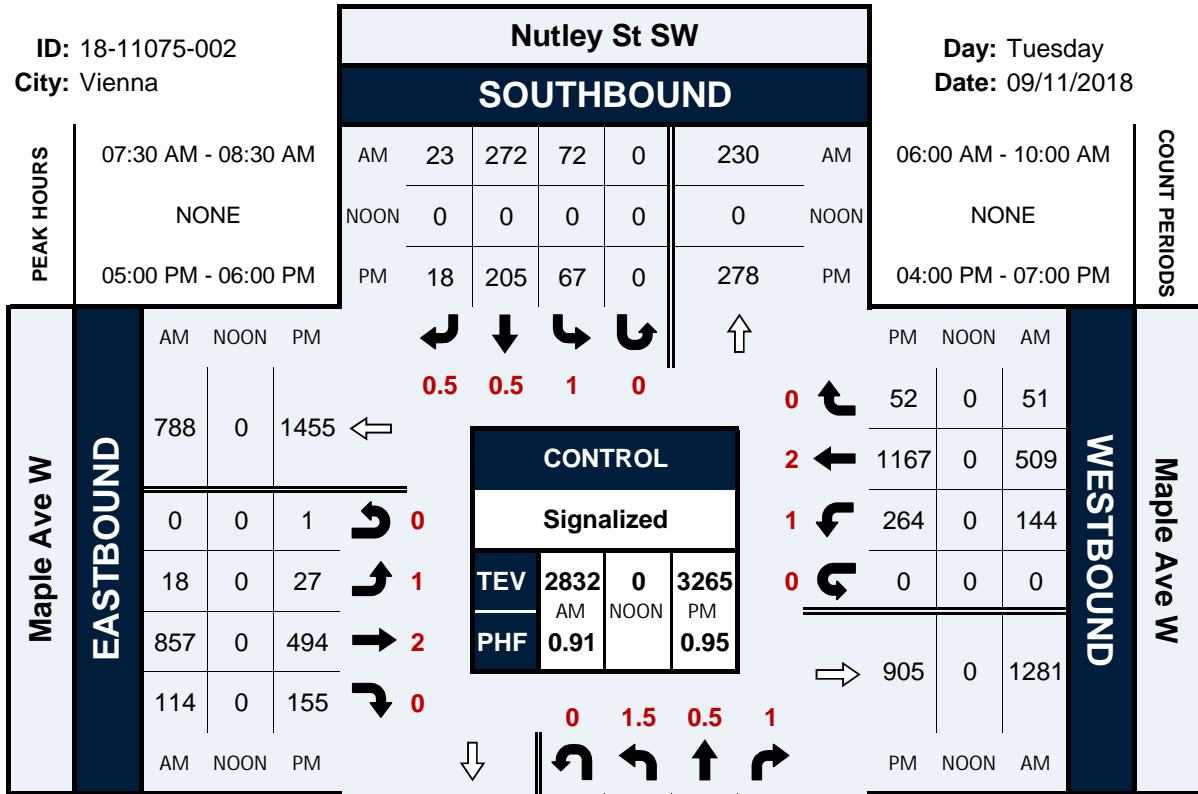 Nutley St SW
ID: 18-11075-002
City: Vienna
Day: Tuesday
Date: 09/11/2018
SOUTHBOUND
PEAK HOURS
07:30 AM - 08:30 AM
NONE
05:00 PM - 06:00 PM
AM 23 272 72 0 230 AM
NOON 0 0 0 0 0 NOON
PM 18 205 67 0 278 PM
06:00 AM - 10:00 AM
NONE
04:00 PM - 07:00 PM
COUNT PERIODS
0.5 0.5 1 0
Maple Ave W
EASTBOUND
AM NOON PM
788 0 1455
0 0 1 0
18 0 27 1
857 0 494 2
114 0 155 0
AM NOON PM
CONTROL
Signalized
TEV 2832 0 3265
AM NOON PM
PHF 0.91 0.95
PM NOON AM
0 52 0 51
2 1167 0 509
1 264 0 144
0 0 0 0
905 0 1281
PM NOON AM
WESTBOUND
Maple Ave W
0 1.5 0.5 1